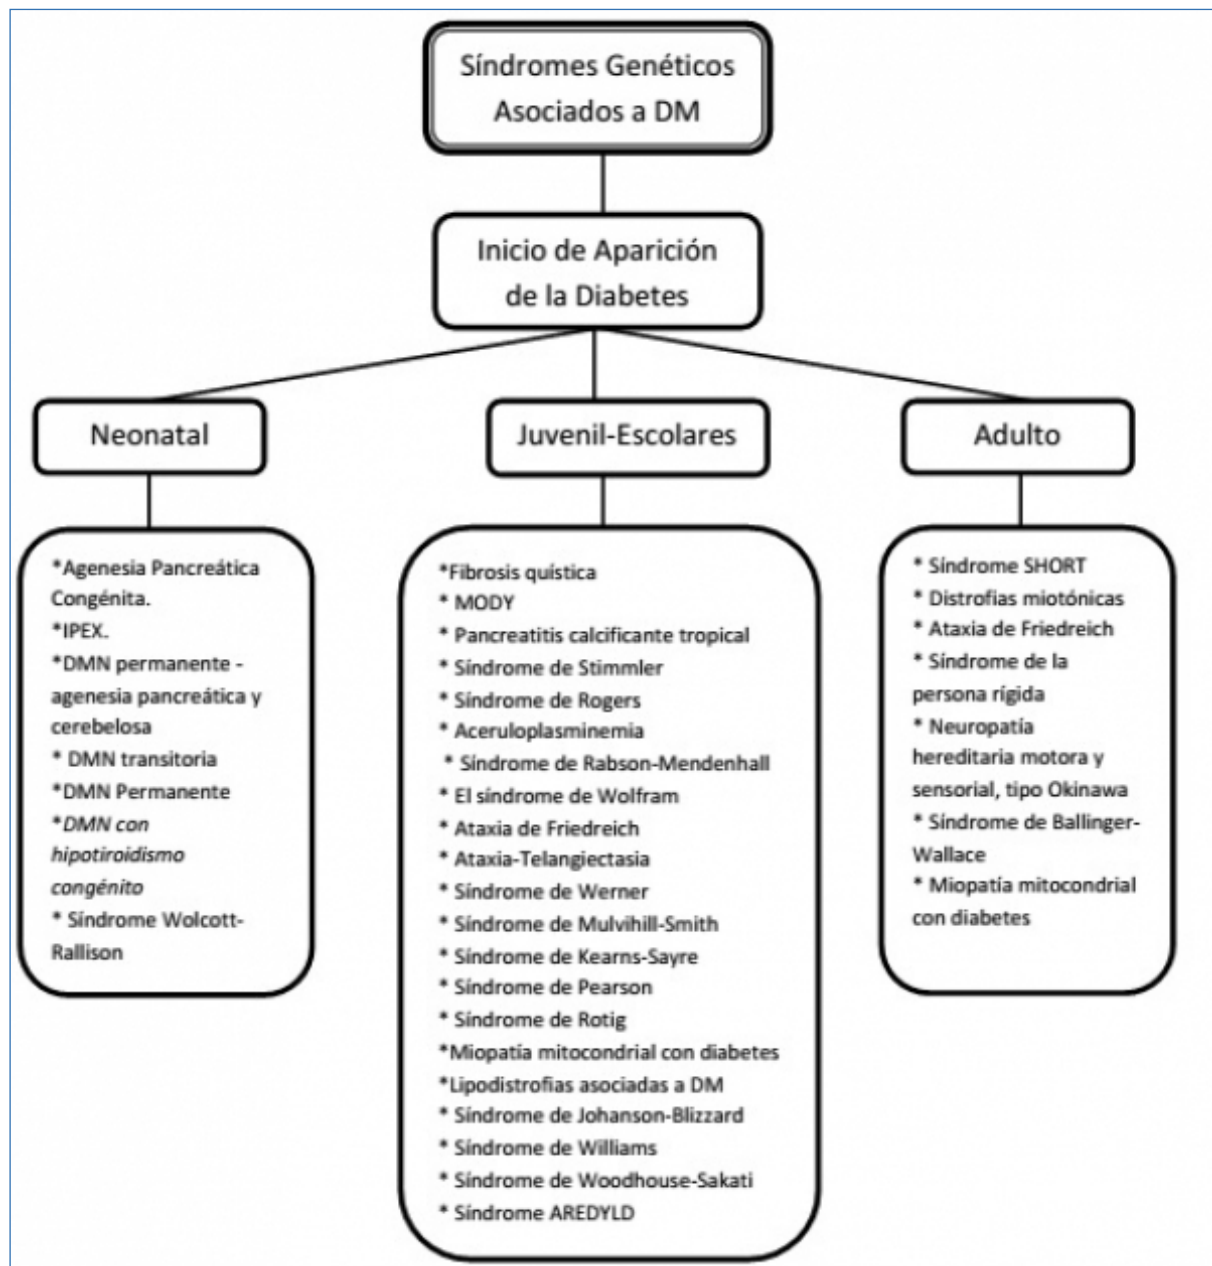 Síndromes Genéticos
Asociados a DM
Inicio de Aparición
de la Diabetes
Neonatal
Juvenil-Escolares
Adulto
*Agenesia Pancreática
Congénita.
*IPEX.
*DMN permanente -
agenesia pancreática y
cerebelosa
* DMN transitoria
*DMN Permanente
*DMN con
hipotiroidismo
congénito
* Síndrome Wolcott-
Rallison
*Fibrosis quística
* MODY
* Pancreatitis calcificante tropical
* Síndrome de Stimmler
* Síndrome de Rogers
* Aceruloplasminemia
* Síndrome de Rabson-Mendenhall
* El síndrome de Wolfram
* Ataxia de Friedreich
* Ataxia-Telangiectasia
* Síndrome de Werner
* Síndrome de Mulvihill-Smith
* Síndrome de Kearns-Sayre
* Síndrome de Pearson
* Síndrome de Rotig
*Miopatía mitocondrial con diabetes
*Lipodistrofias asociadas a DM
* Síndrome de Johanson-Blizzard
* Síndrome de Williams
* Síndrome de Woodhouse-Sakati
* Síndrome AREDYLD
* Síndrome SHORT
* Distrofias miotónicas
* Ataxia de Friedreich
* Síndrome de la
persona rígida
* Neuropatía
hereditaria motora y
sensorial, tipo Okinawa
* Síndrome de Ballinger-
Wallace
* Miopatía mitocondrial
con diabetes